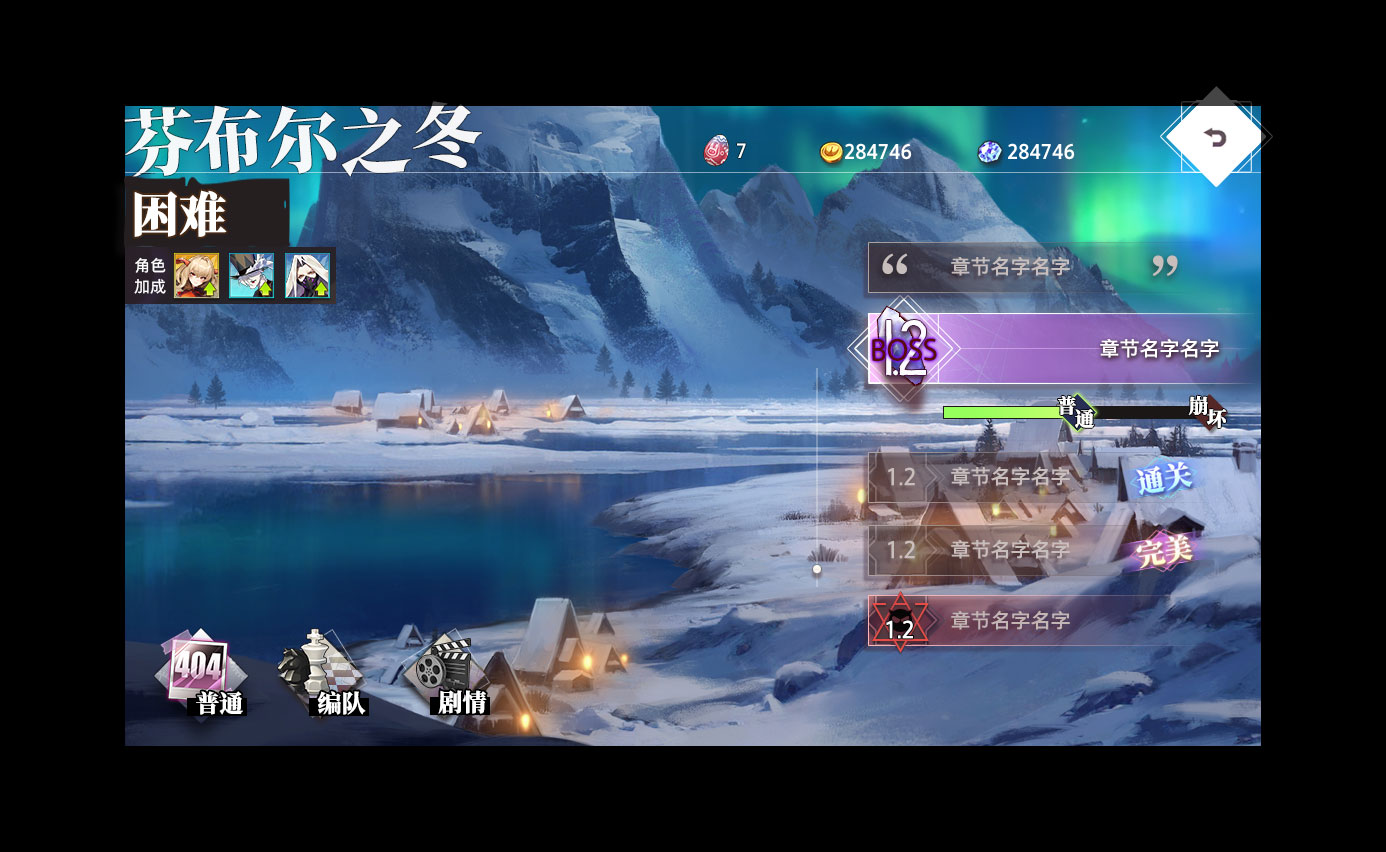 芬布尔之冬
7
284746
284746
困难
角色
加成
“ 章节名字名字 ”
1.2
BOSS
章节名字名字
普通
崩坏
1.2 章节名字名字 通关
1.2 章节名字名字 完美
1.2 章节名字名字
404
普通
编队
剧情